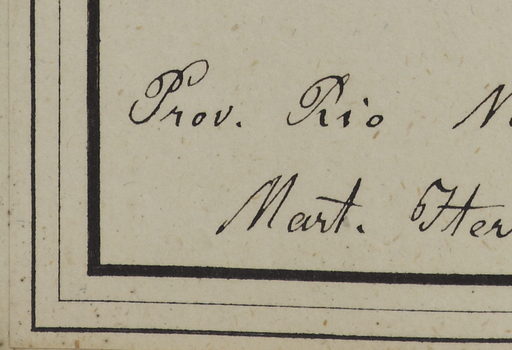 Prov. Rio N
Mart. Her